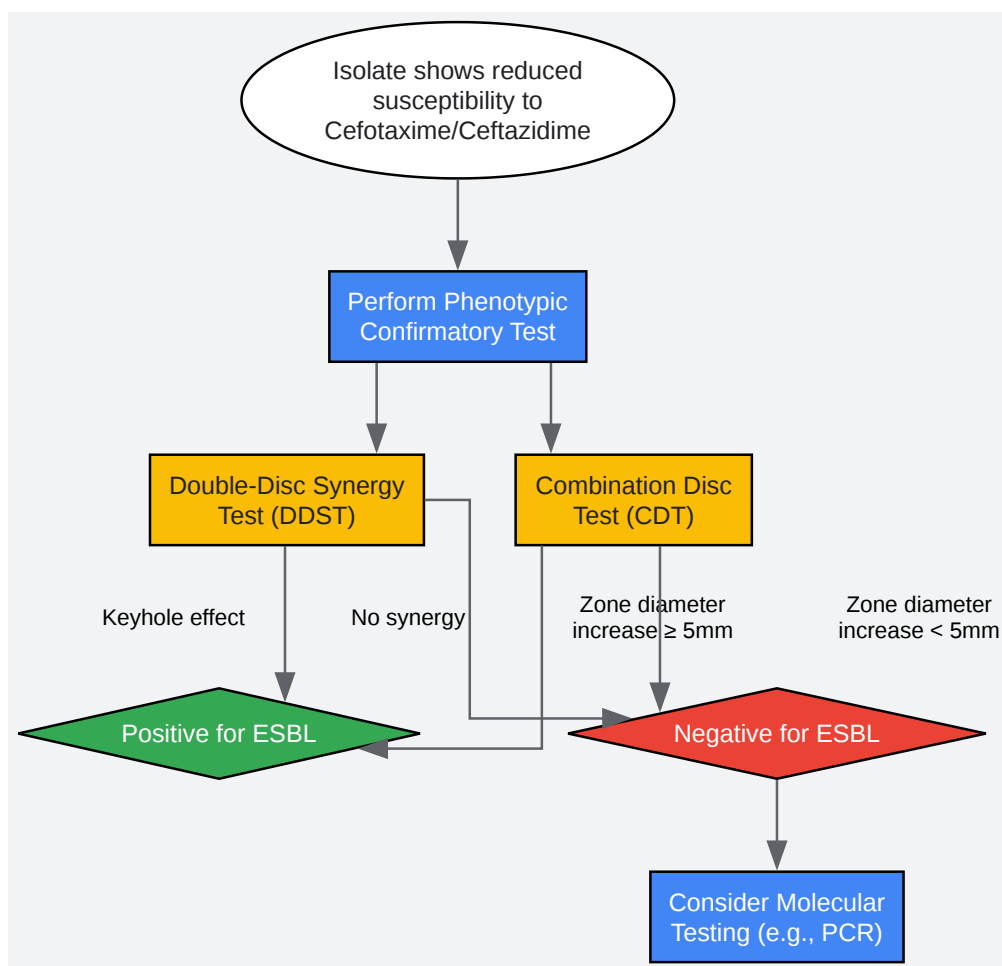 Isolate shows reduced
susceptibility to
Cefotaxime/Ceftazidime
Perform Phenotypic
Confirmatory Test
Double-Disc Synergy
Test (DDST)
Combination Disc
Test (CDT)
Keyhole effect
No synergy
Zone diameter
increase ≥ 5mm
Zone diameter
increase < 5mm
Positive for ESBL
Negative for ESBL
Consider Molecular
Testing (e.g., PCR)